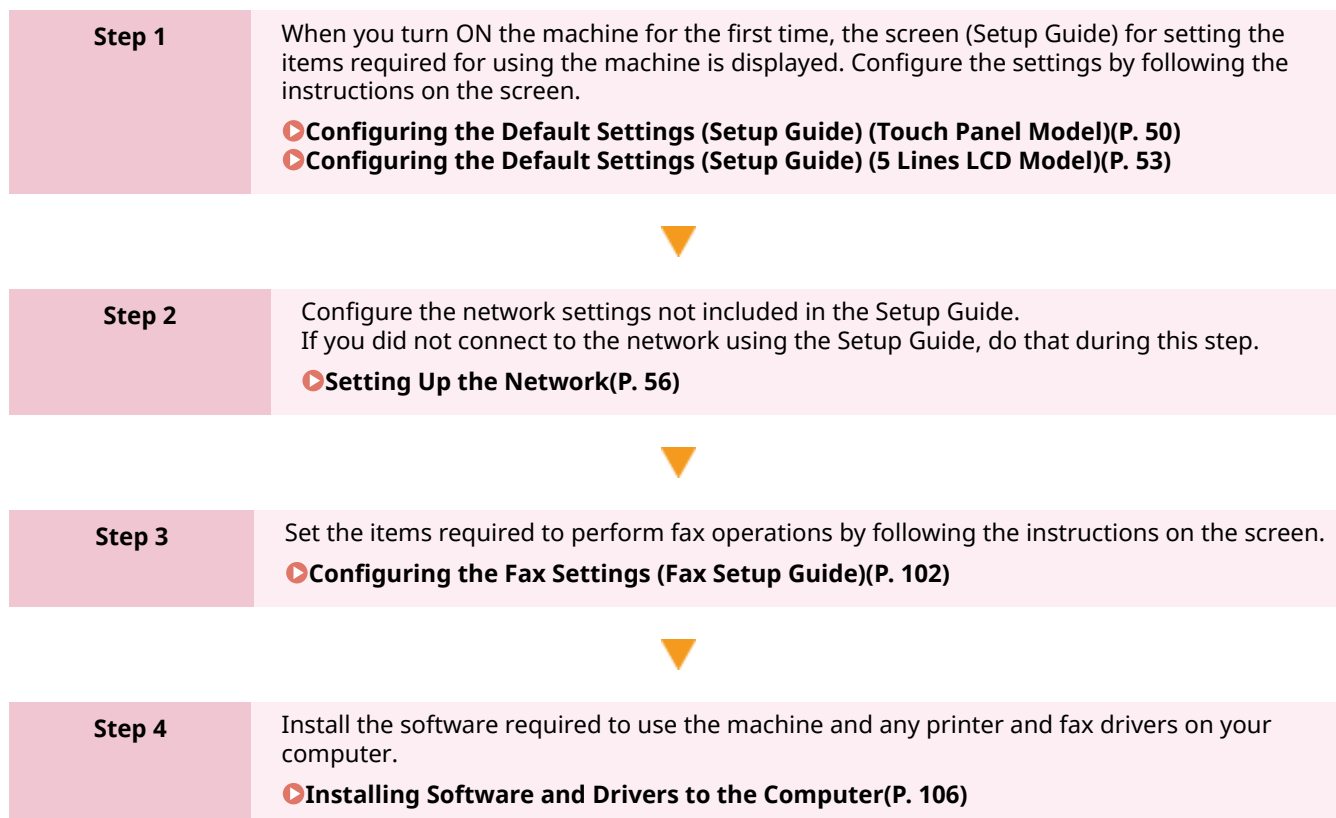 Step 1
When you turn ON the machine for the first time, the screen (Setup Guide) for setting the
items required for using the machine is displayed. Configure the settings by following the
instructions on the screen.
Configuring the Default Settings (Setup Guide) (Touch Panel Model)(P. 50)
Configuring the Default Settings (Setup Guide) (5 Lines LCD Model)(P. 53)
Step 2
Configure the network settings not included in the Setup Guide.
If you did not connect to the network using the Setup Guide, do that during this step.
Setting Up the Network(P. 56)
Step 3
Set the items required to perform fax operations by following the instructions on the screen.
Configuring the Fax Settings (Fax Setup Guide)(P. 102)
Step 4
Install the software required to use the machine and any printer and fax drivers on your
computer.
Installing Software and Drivers to the Computer(P. 106)